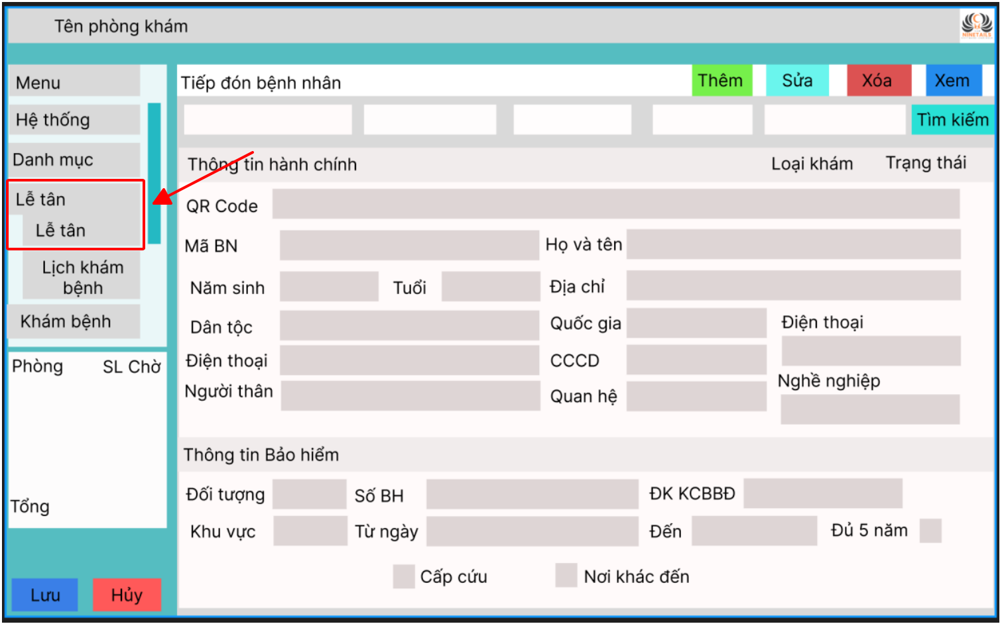 Tên phòng khám
NINETAILS
Menu
Hệ thống
Danh mục
Lễ tân
Lễ tân
Lịch khám
bệnh
Khám bệnh
Phòng SL Chờ
Tổng
Lưu Hủy
Tiếp đón bệnh nhân Thêm Sửa Xóa Xem
Tìm kiếm
Thông tin hành chính Loại khám Trạng thái
QR Code
Mã BN Họ và tên
Năm sinh Tuổi Địa chỉ
Dân tộc Quốc gia Điện thoại
Điện thoại CCCD
Người thân Quan hệ Nghề nghiệp
Thông tin Bảo hiểm
Đối tượng Số BH ĐK KCBBĐ
Khu vực Từ ngày Đến Đủ 5 năm
Cấp cứu Nơi khác đến